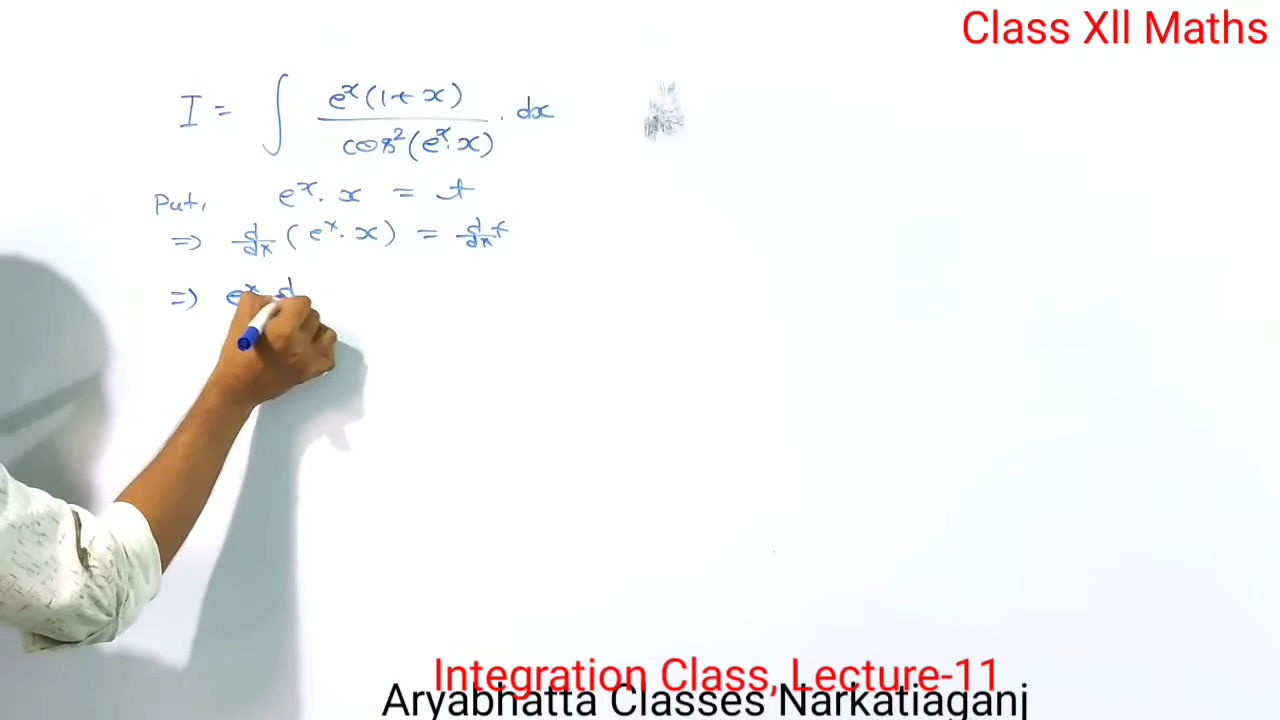 Class Xll Maths
I = ∫ eˣ(1+x) / cos²(eˣ·x) · dx
Put, eˣ·x = t
⇒ d/dx (eˣ·x) = d/dx t
⇒ eˣ d
Integration Class, Lecture-11
Aryabhatta Classes Narkatiaganj